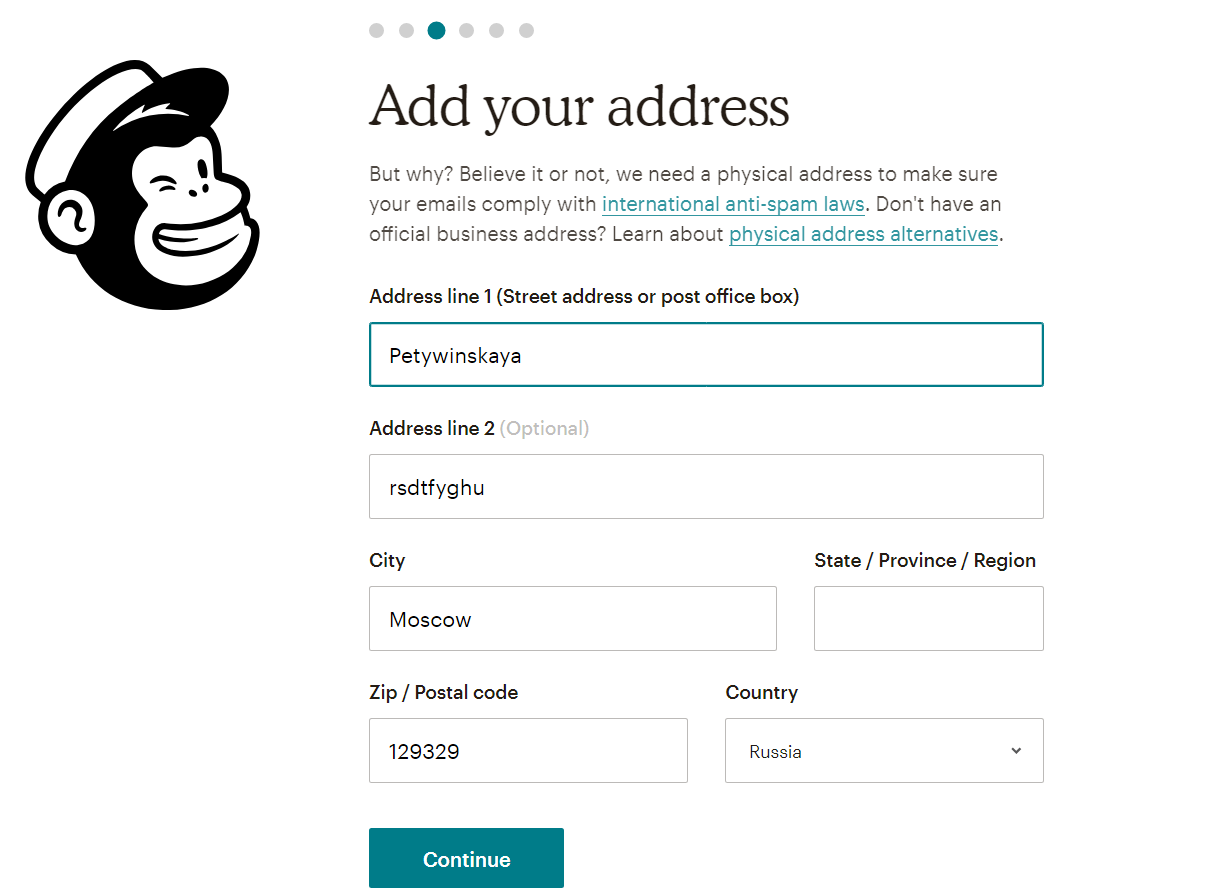 Add your address
But why? Believe it or not, we need a physical address to make sure
your emails comply with international anti-spam laws. Don't have an
official business address? Learn about physical address alternatives.
Address line 1 (Street address or post office box)
Petywinskaya
Address line 2 (Optional)
rsdtfyghu
City
State / Province / Region
Moscow
Zip / Postal code
Country
129329
Russia
Continue